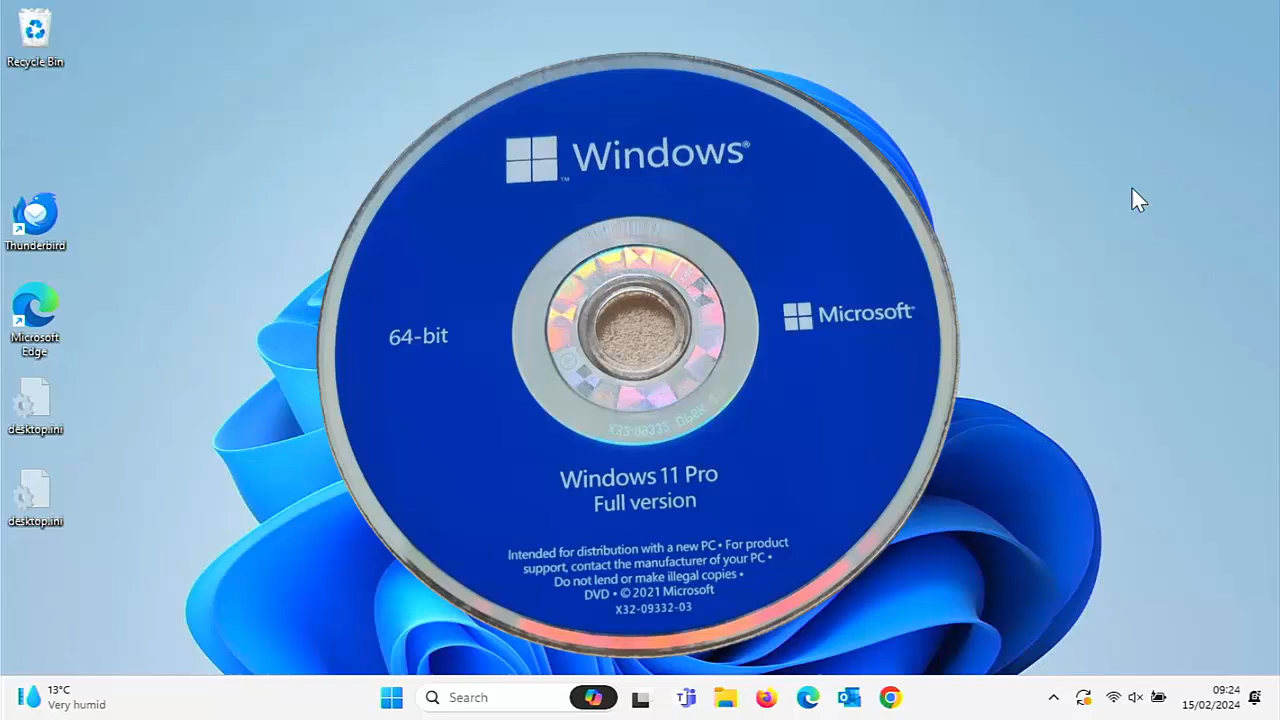 Recycle Bin
Thunderbird
Microsoft
Edge
desktop.ini
desktop.ini
Windows®
™
64-bit
Microsoft®
Windows 11 Pro
Full version
Intended for distribution with a new PC • For product
support, contact the manufacturer of your PC •
Do not lend or make illegal copies •
DVD • © 2021 Microsoft
X32-09332-03
13°C
Very humid
Search
09:24
15/02/2024